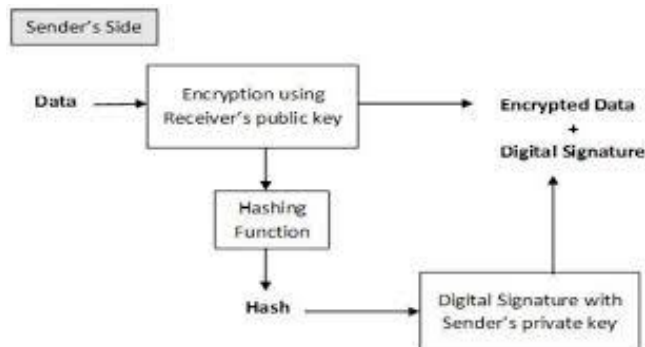 Sender's Side
Data
Encryption using
Receiver's public key
Encrypted Data
+
Digital Signature
Hashing
Function
Hash
Digital Signature with
Sender's private key